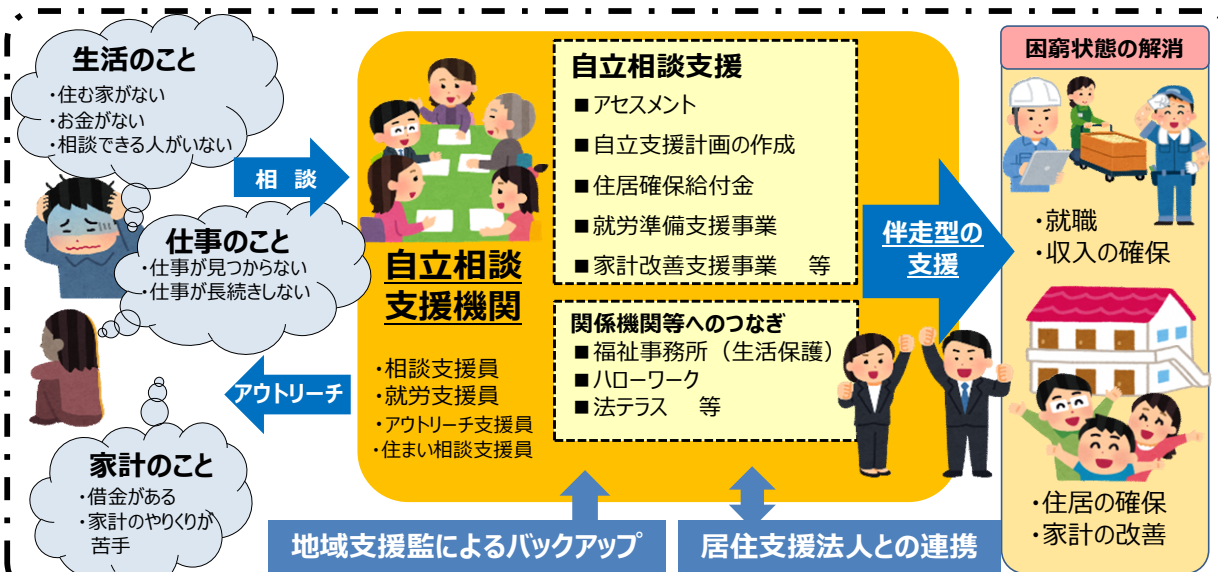 生活のこと
・住む家がない
・お金がない
・相談できる人がいない
仕事のこと
・仕事が見つからない
・仕事が長続きしない
家計のこと
・借金がある
・家計のやりくりが
苦手
相 談
アウトリーチ
自立相談
支援機関
・相談支援員
・就労支援員
・アウトリーチ支援員
・住まい相談支援員
自立相談支援
■アセスメント
■自立支援計画の作成
■住居確保給付金
■就労準備支援事業
■家計改善支援事業 等
関係機関等へのつなぎ
■福祉事務所（生活保護）
■ハローワーク
■法テラス 等
伴走型の
支援
地域支援監によるバックアップ
居住支援法人との連携
困窮状態の解消
・就職
・収入の確保
・住居の確保
・家計の改善